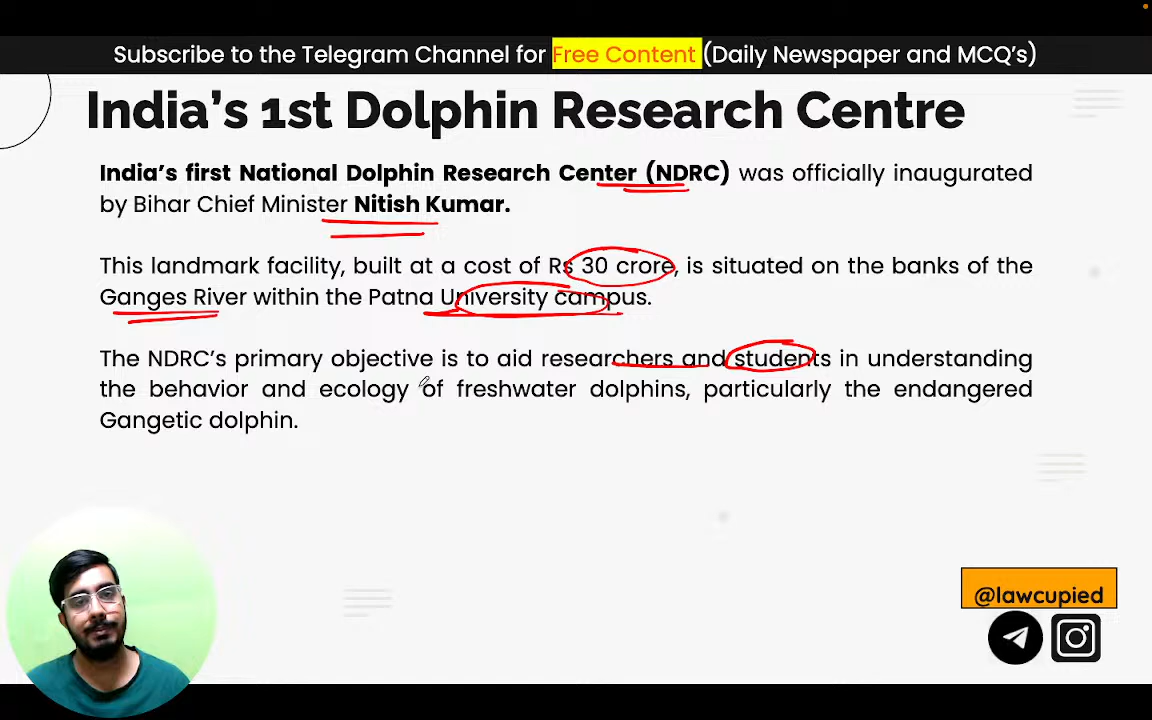 Subscribe to the Telegram Channel for Free Content (Daily Newspaper and MCQ's)
India's 1st Dolphin Research Centre
India's first National Dolphin Research Center (NDRC) was officially inaugurated
by Bihar Chief Minister Nitish Kumar.
This landmark facility, built at a cost of Rs 30 crore, is situated on the banks of the
Ganges River within the Patna University campus.
The NDRC's primary objective is to aid researchers and students in understanding
the behavior and ecology of freshwater dolphins, particularly the endangered
Gangetic dolphin.
@lawcupied